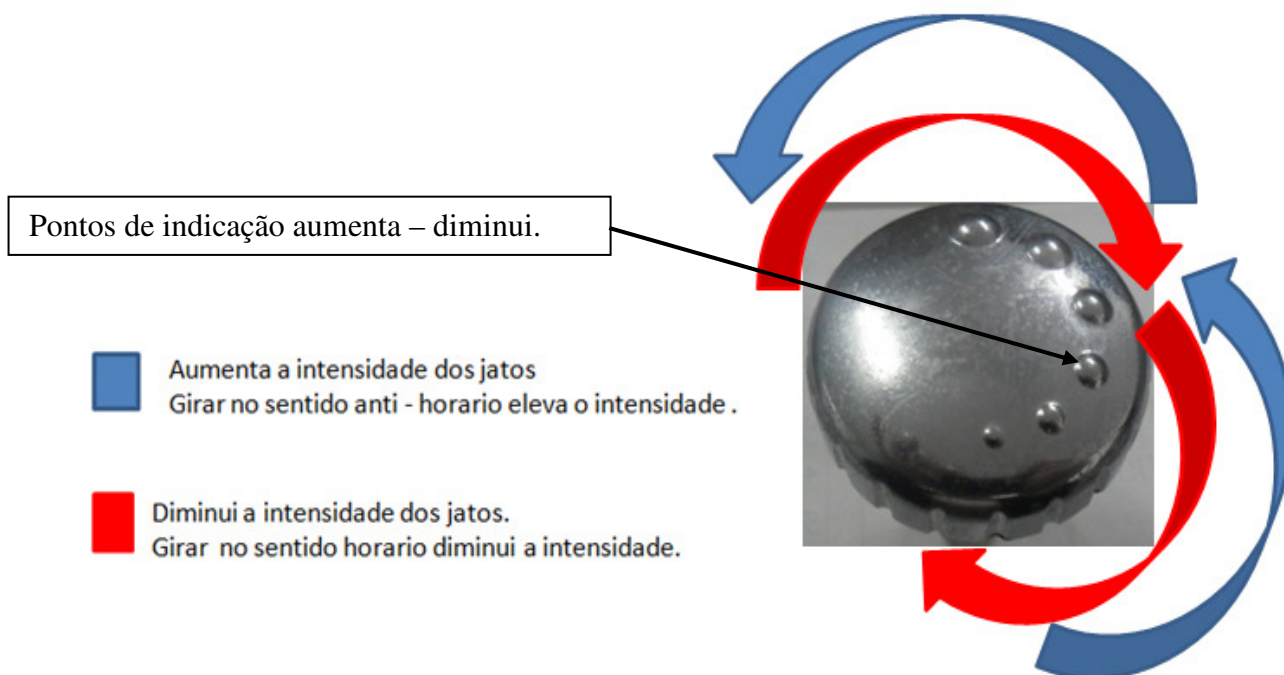 Pontos de indicação aumenta – diminui.
Aumenta a intensidade dos jatos
Girar no sentido anti - horario eleva o intensidade .
Diminui a intensidade dos jatos.
Girar  no sentido horario diminui a intensidade.